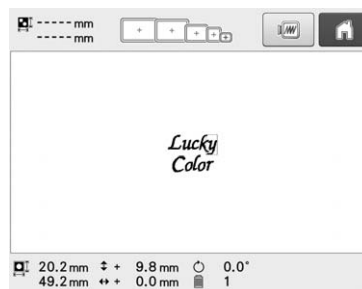 ----- mm
----- mm
Lucky
Color
20.2 mm + 9.8 mm 0.0°
49.2 mm + 0.0 mm 1